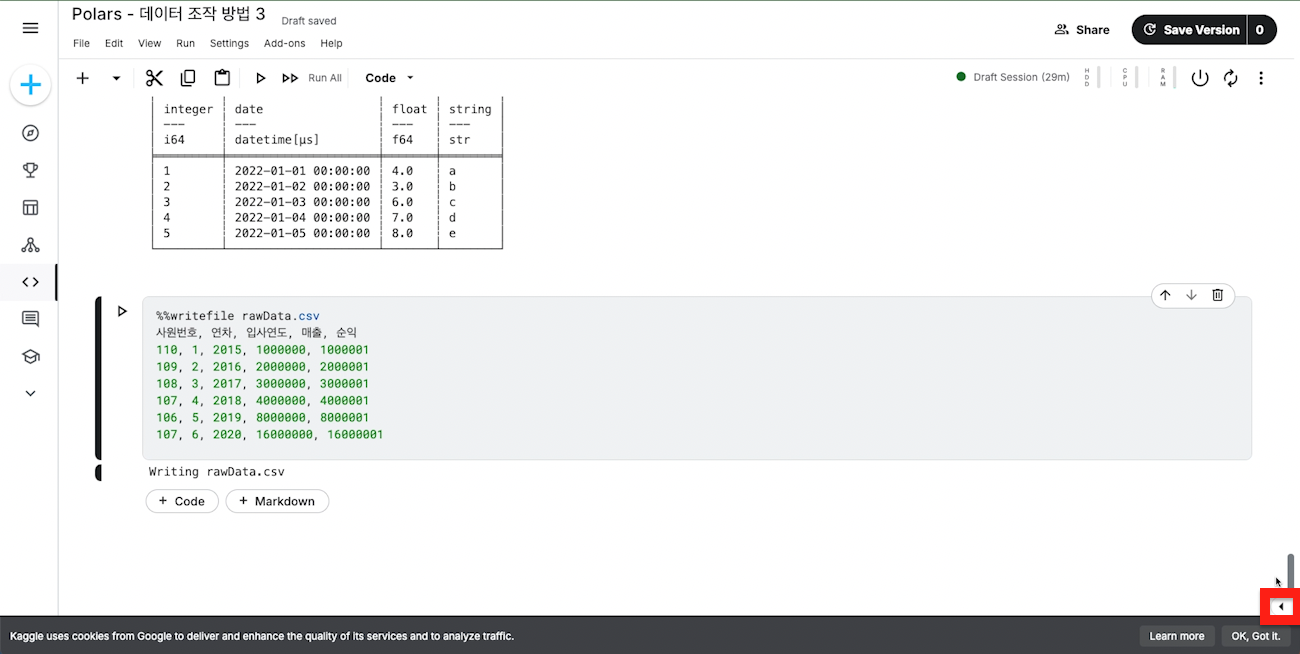 Polars - 데이터 조작 방법 3
Draft saved
File Edit View Run Settings Add-ons Help
Share
Save Version 0
Run All
Code
Draft Session (29m)
HDD
CPU
RAM
integer date float string
--- --- --- ---
i64 datetime[μs] f64 str
1 2022-01-01 00:00:00 4.0 a
2 2022-01-02 00:00:00 3.0 b
3 2022-01-03 00:00:00 6.0 c
4 2022-01-04 00:00:00 7.0 d
5 2022-01-05 00:00:00 8.0 e
%%writefile rawData.csv
사원번호, 연차, 입사연도, 매출, 순익
110, 1, 2015, 1000000, 1000001
109, 2, 2016, 2000000, 2000001
108, 3, 2017, 3000000, 3000001
107, 4, 2018, 4000000, 4000001
106, 5, 2019, 8000000, 8000001
107, 6, 2020, 16000000, 16000001
Writing rawData.csv
+ Code
+ Markdown
Kaggle uses cookies from Google to deliver and enhance the quality of its services and to analyze traffic.
Learn more
OK, Got it.